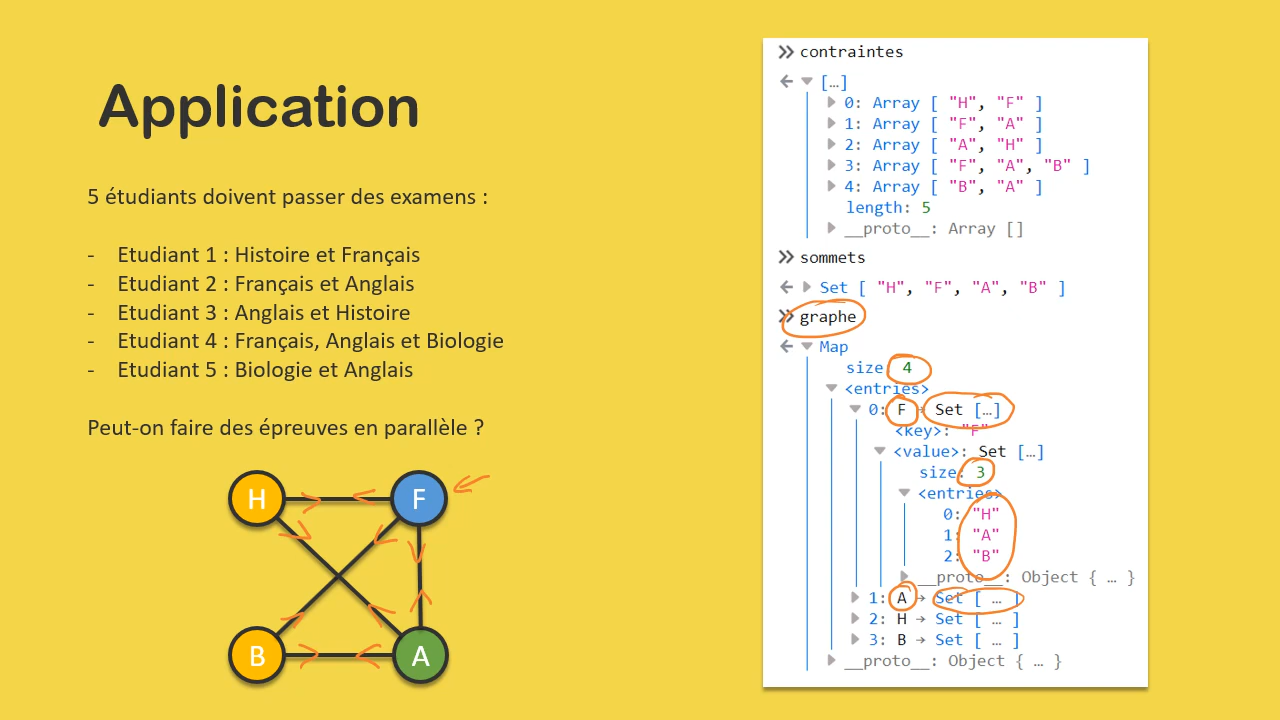 Application
5 étudiants doivent passer des examens :
- Etudiant 1 : Histoire et Français
- Etudiant 2 : Français et Anglais
- Etudiant 3 : Anglais et Histoire
- Etudiant 4 : Français, Anglais et Biologie
- Etudiant 5 : Biologie et Anglais
Peut-on faire des épreuves en parallèle ?
H F
B A
contraintes
[…]
0: Array [ "H", "F" ]
1: Array [ "F", "A" ]
2: Array [ "A", "H" ]
3: Array [ "F", "A", "B" ]
4: Array [ "B", "A" ]
length: 5
__proto__: Array []
sommets
Set [ "H", "F", "A", "B" ]
graphe
Map
size: 4
<entries>
0: F → Set […]
<key>: "F"
<value>: Set […]
size: 3
<entries>
0: "H"
1: "A"
2: "B"
__proto__: Object { … }
1: A → Set [ … ]
2: H → Set [ … ]
3: B → Set [ … ]
__proto__: Object { … }